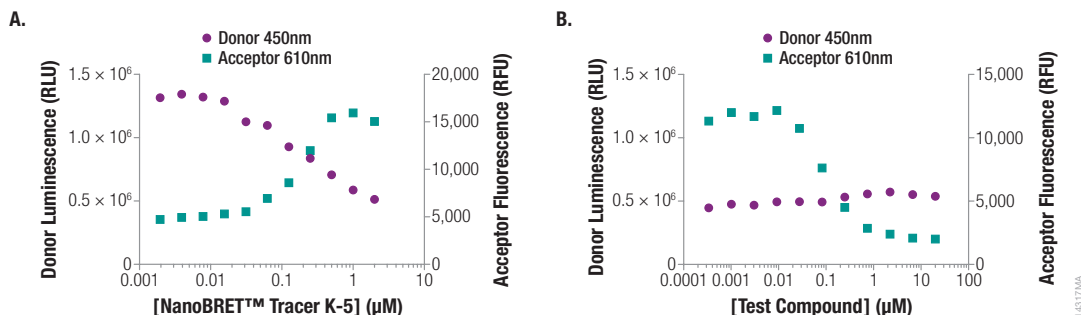 A.
Donor 450nm
Acceptor 610nm
1.5 × 10⁶
1.0 × 10⁶
0.5 × 10⁶
0
Donor Luminescence (RLU)
20,000
15,000
10,000
5,000
0
Acceptor Fluorescence (RFU)
0.001
0.01
0.1
1
10
[NanoBRET™ Tracer K-5] (µM)
B.
Donor 450nm
Acceptor 610nm
1.5 × 10⁶
1.0 × 10⁶
0.5 × 10⁶
0
Donor Luminescence (RLU)
15,000
10,000
5,000
0
Acceptor Fluorescence (RFU)
0.0001
0.001
0.01
0.1
1
10
100
[Test Compound] (µM)